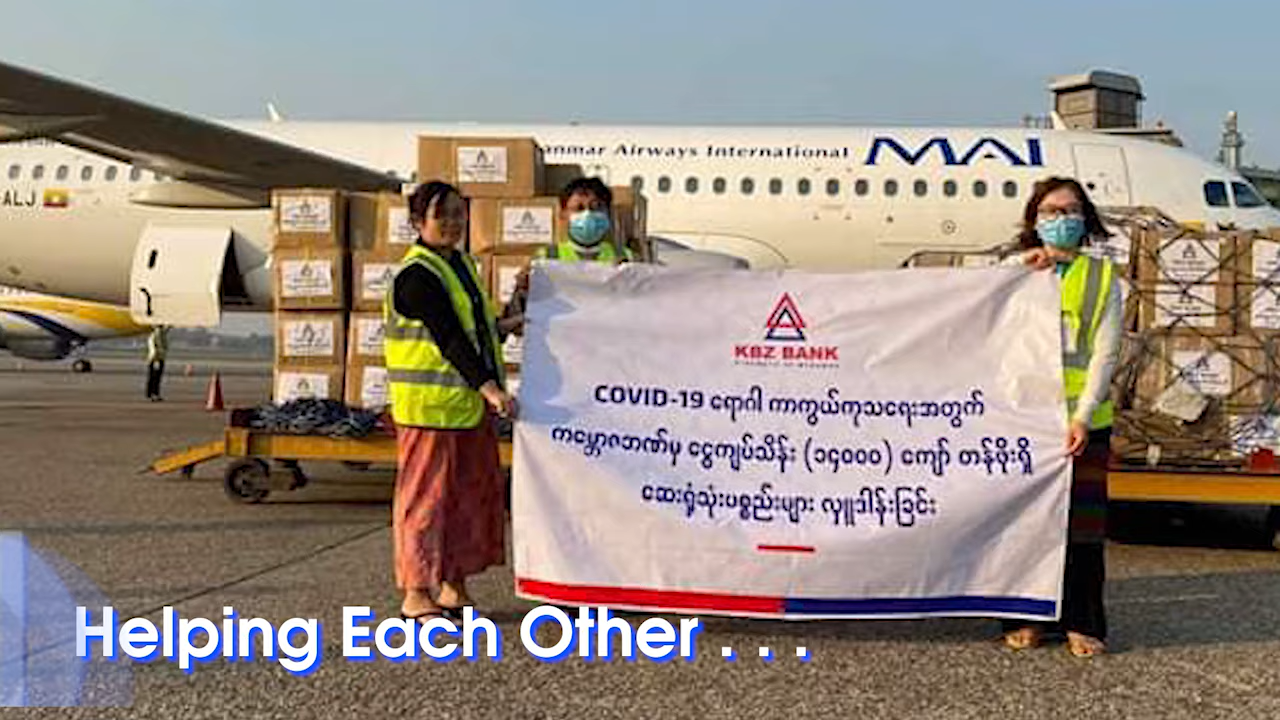 nmar Airways International MAI
ALJ
KBZ BANK
COVID-19 ရောဂါ ကာကွယ်ကုသရေးအတွက်
ကမ္ဘောဇဘဏ်မှ ငွေကျပ်သိန်း (၁၄၀၀၀) ကျော် တန်ဖိုးရှိ
ဆေးရုံသုံးပစ္စည်းများ လှူဒါန်းခြင်း
Helping Each Other . . .